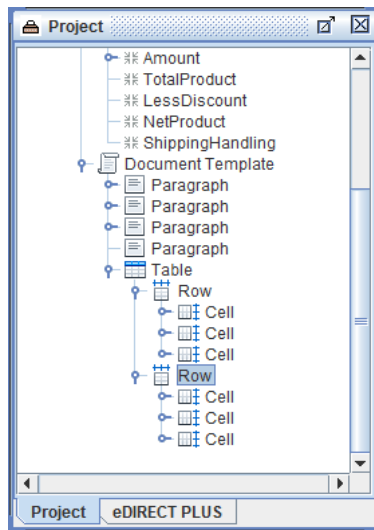 Project
Amount
TotalProduct
LessDiscount
NetProduct
ShippingHandling
Document Template
Paragraph
Paragraph
Paragraph
Paragraph
Table
Row
Cell
Cell
Cell
Row
Cell
Cell
Cell
Project eDIRECT PLUS